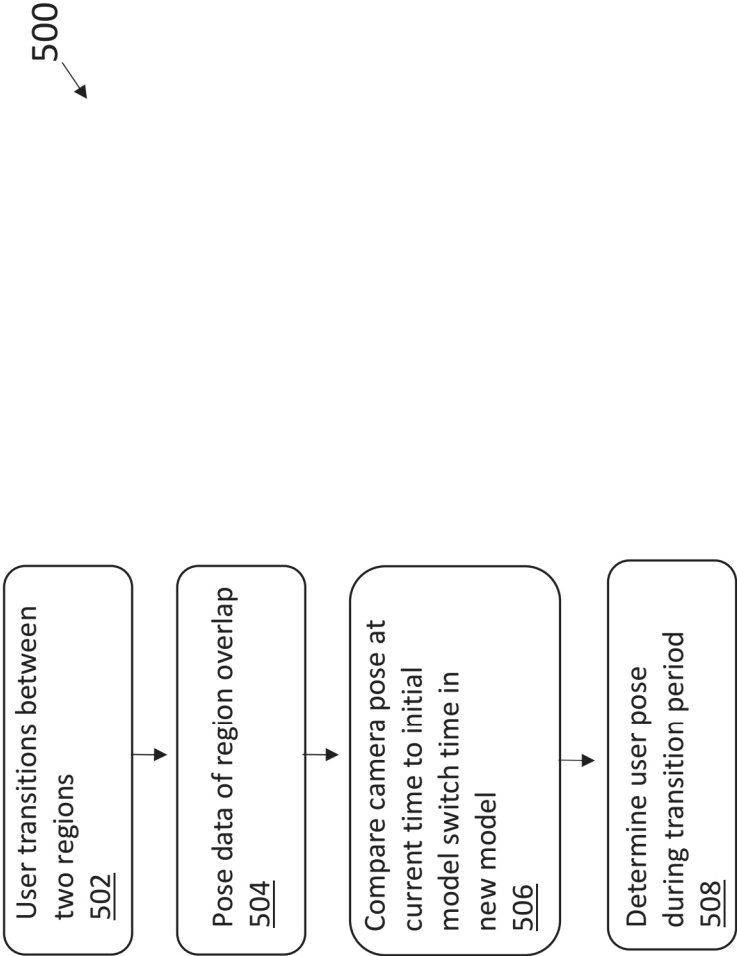 500
User transitions between
two regions
502
Pose data of region overlap
504
Compare camera pose at
current time to initial
model switch time in
new model
506
Determine user pose
during transition period
508